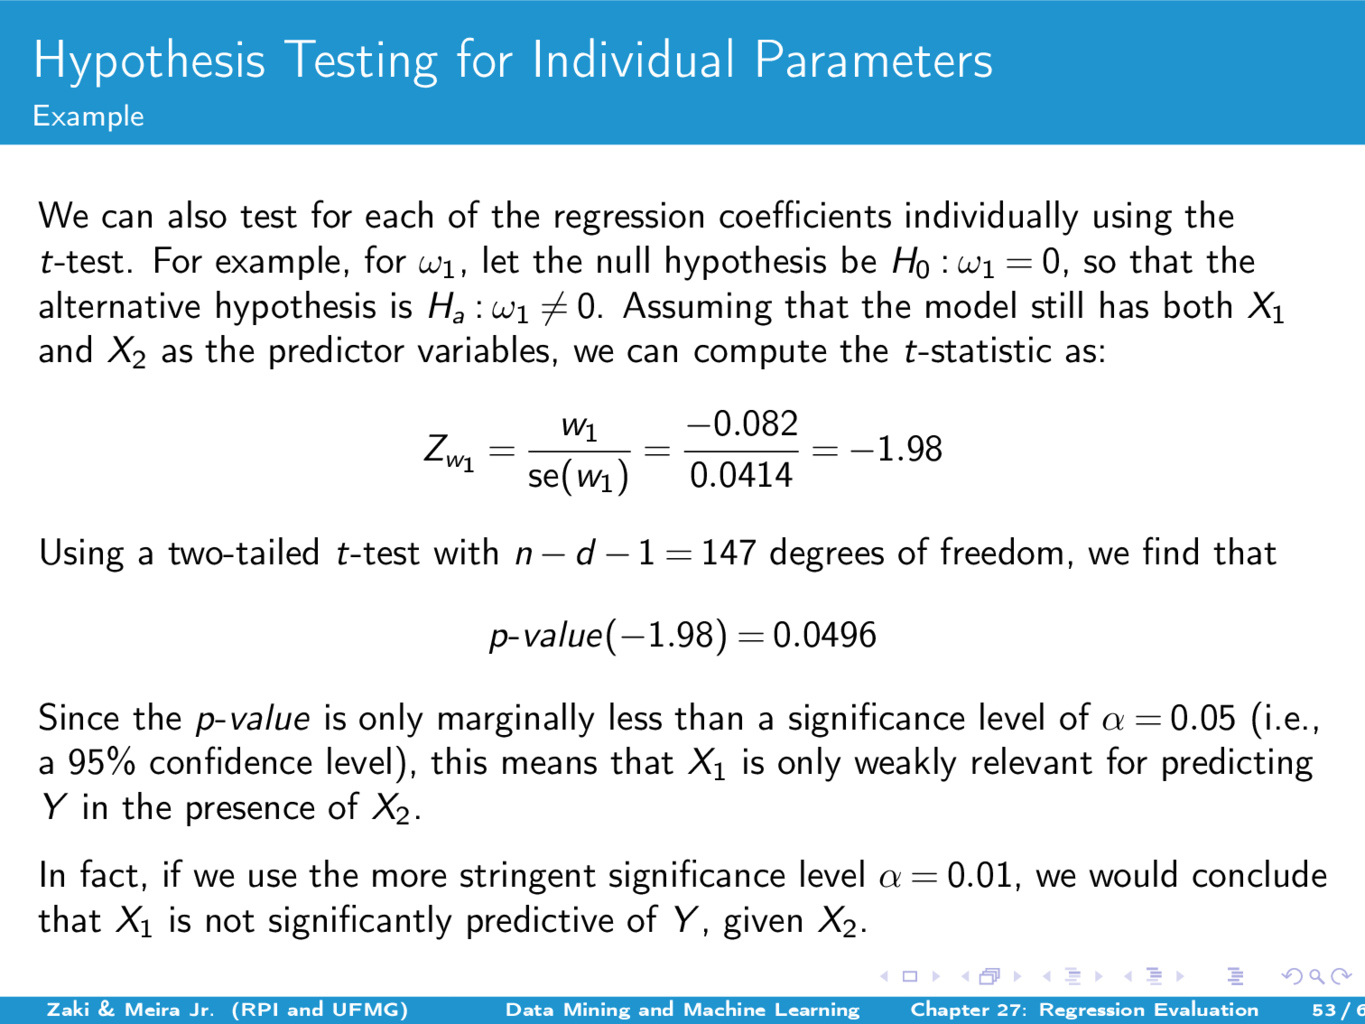 Hypothesis Testing for Individual Parameters
Example
We can also test for each of the regression coefficients individually using the
t-test. For example, for ω₁, let the null hypothesis be H₀ : ω₁ = 0, so that the
alternative hypothesis is Hₐ : ω₁ ≠ 0. Assuming that the model still has both X₁
and X₂ as the predictor variables, we can compute the t-statistic as:
Z_{w₁} = w₁ / se(w₁) = −0.082 / 0.0414 = −1.98
Using a two-tailed t-test with n − d − 1 = 147 degrees of freedom, we find that
p-value(−1.98) = 0.0496
Since the p-value is only marginally less than a significance level of α = 0.05 (i.e.,
a 95% confidence level), this means that X₁ is only weakly relevant for predicting
Y in the presence of X₂.
In fact, if we use the more stringent significance level α = 0.01, we would conclude
that X₁ is not significantly predictive of Y, given X₂.
Zaki & Meira Jr. (RPI and UFMG) Data Mining and Machine Learning Chapter 27: Regression Evaluation 53 /